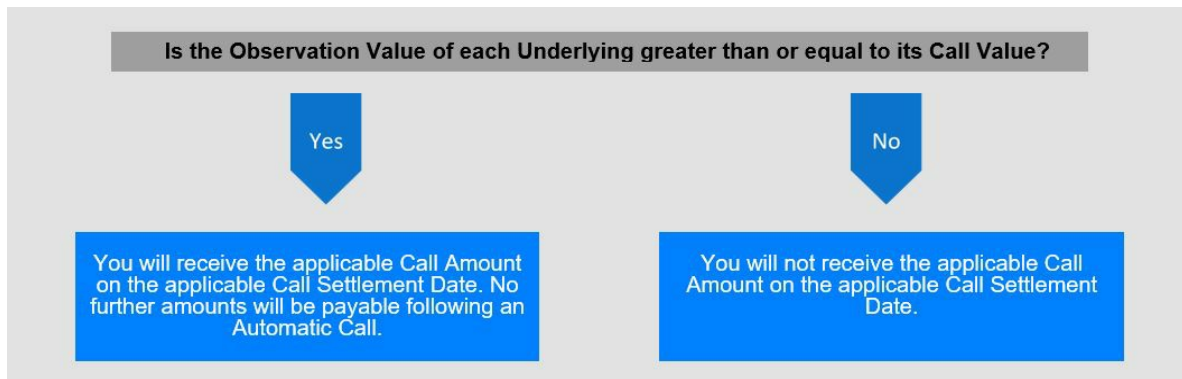 Is the Observation Value of each Underlying greater than or equal to its Call Value?
Yes
No
You will receive the applicable Call Amount
on the applicable Call Settlement Date. No
further amounts will be payable following an
Automatic Call.
You will not receive the applicable Call
Amount on the applicable Call Settlement
Date.